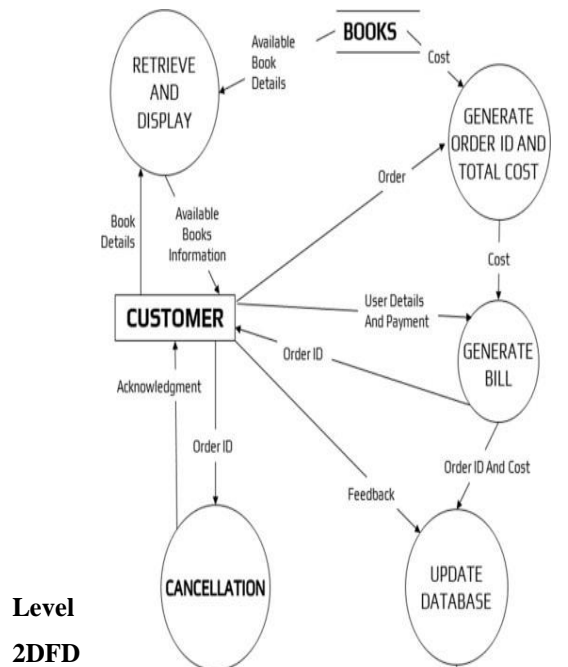 BOOKS
Available
Book
Details
Cost
RETRIEVE
AND
DISPLAY
GENERATE
ORDER ID AND
TOTAL COST
Order
Book
Details
Available
Books
Information
Cost
CUSTOMER
User Details
And Payment
Order ID
GENERATE
BILL
Acknowledgment
Order ID
Order ID And Cost
Feedback
CANCELLATION
UPDATE
DATABASE
Level
2DFD